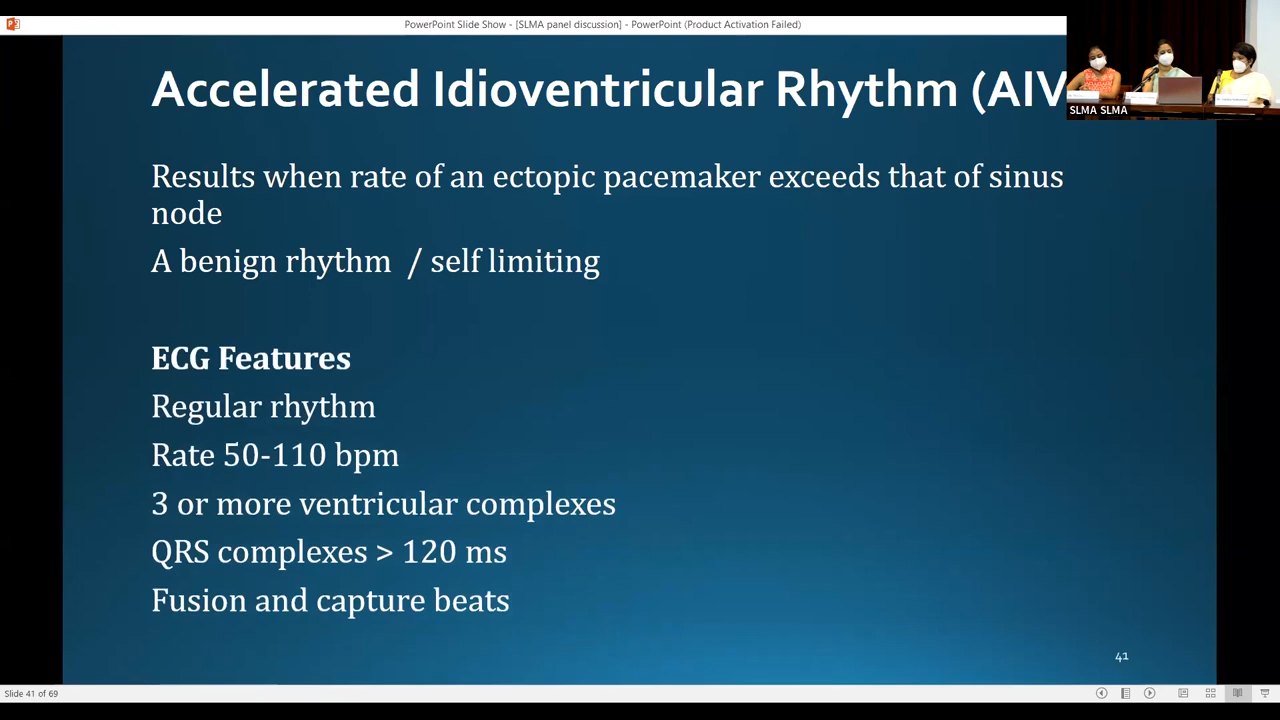 PowerPoint Slide Show - [SLMA panel discussion] - PowerPoint (Product Activation Failed)
Accelerated Idioventricular Rhythm (AIV
SLMA SLMA
Results when rate of an ectopic pacemaker exceeds that of sinus
node
A benign rhythm / self limiting
ECG Features
Regular rhythm
Rate 50-110 bpm
3 or more ventricular complexes
QRS complexes > 120 ms
Fusion and capture beats
41
Slide 41 of 69